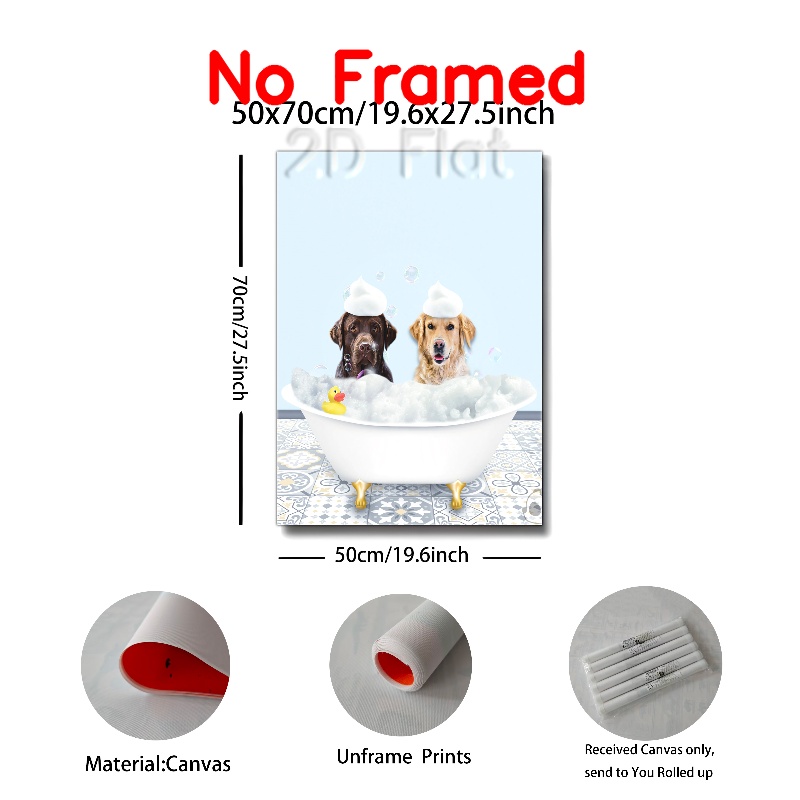 No Framed
50x70cm/19.6x27.5inch
2D Flat
70cm/27.5inch
50cm/19.6inch
Material:Canvas
Unframe Prints
Received Canvas only,
send to You Rolled up